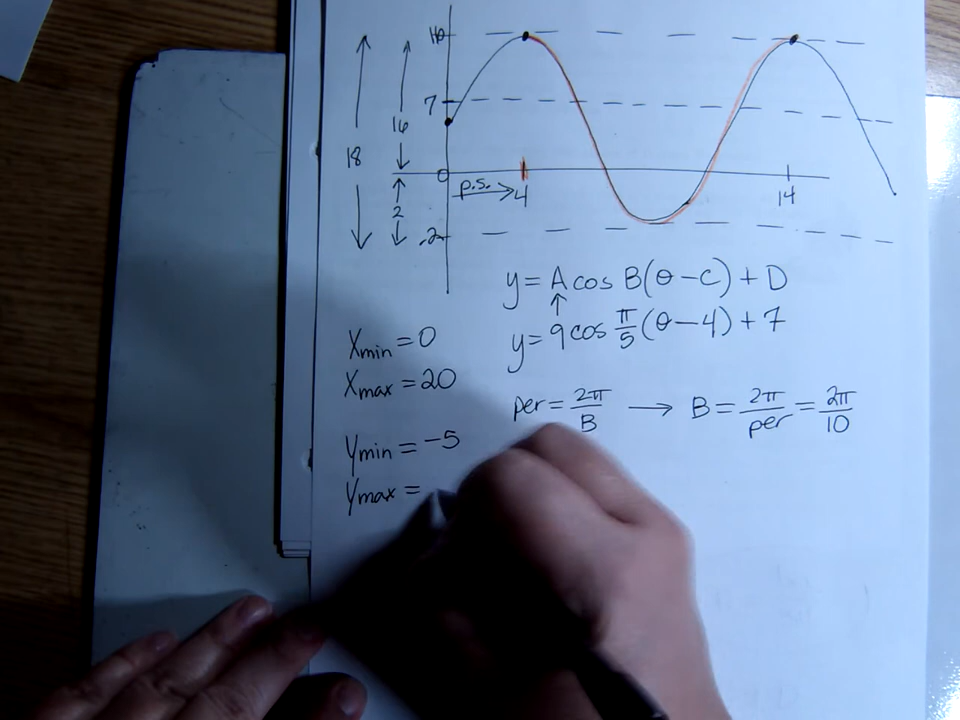 16
7
16
18
0
p.s.
4
14
2
-2
y = A cos B(θ - C) + D
↑
y = 9 cos π/5 (θ - 4) + 7
Xmin = 0
Xmax = 20
per = 2π/B → B = 2π/per = 2π/10
Ymin = -5
Ymax =